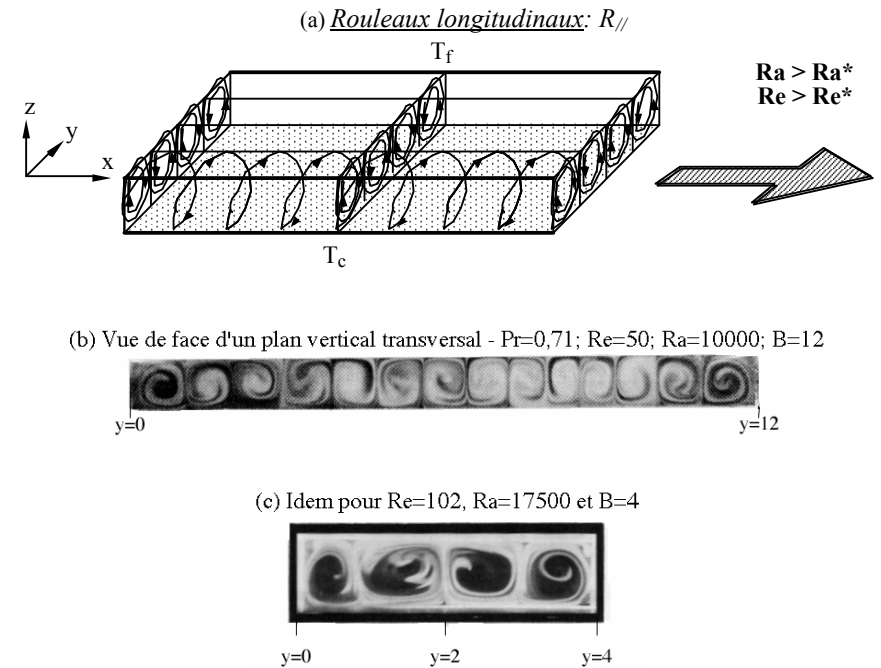 (a) Rouleaux longitudinaux: R//
Tf
Ra > Ra*
Re > Re*
z
y
x
Tc
(b) Vue de face d'un plan vertical transversal - Pr=0,71; Re=50; Ra=10000; B=12
y=0
y=12
(c) Idem pour Re=102, Ra=17500 et B=4
y=0
y=2
y=4